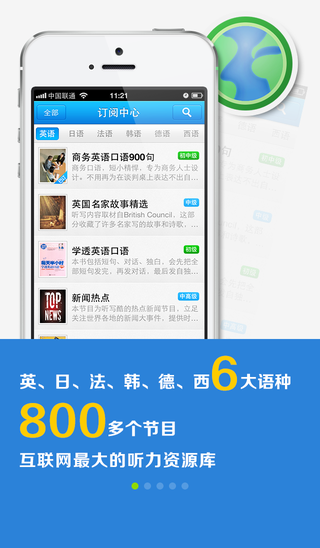 中国联通
11:21
全部
订阅中心
英语 日语 法语 韩语 德语 西语
商务英语口语900句
初中级
商务口语,短小精悍,专为商务人士设
计。不用再为在谈判桌上表达不出自...
英国名家故事精选
中级
听写内容取材自British Council,这部
分收藏了许多名家写的故事和诗歌,...
学透英语口语
初级
本书包括短句,对话,独白,会先把全
部短句发完,再发对话,最后发自独...
TOP
NEWS
新闻热点
中高级
本节目为听写酷的热点新闻节目,立足
关注世界各地的新闻大事件,提供时...
英、日、法、韩、德、西6大语种
800多个节目
互联网最大的听力资源库